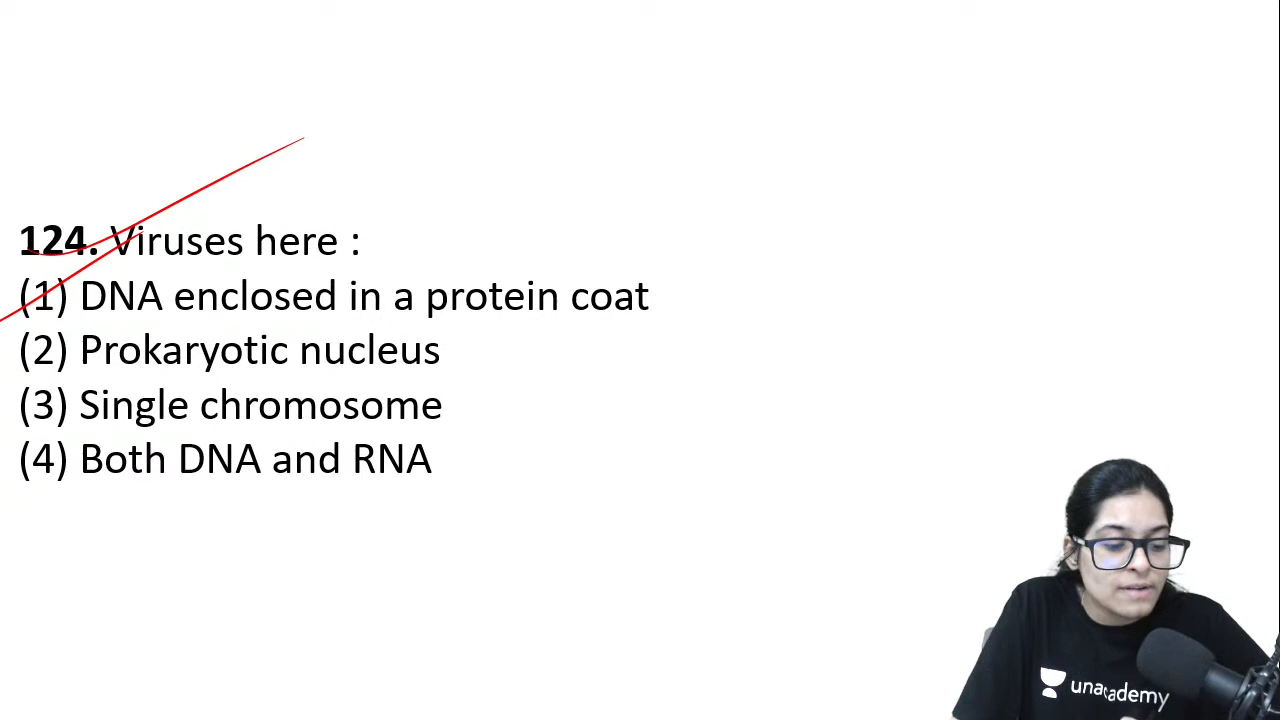 124. Viruses here :
(1) DNA enclosed in a protein coat
(2) Prokaryotic nucleus
(3) Single chromosome
(4) Both DNA and RNA
unacademy